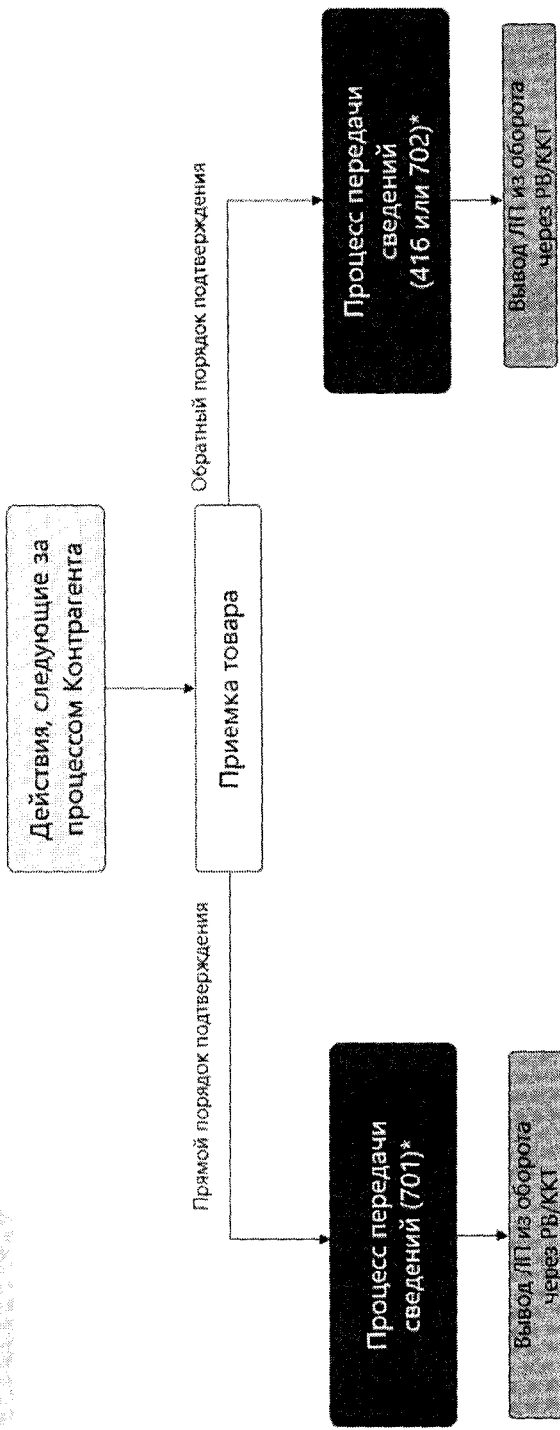 Действия, следующие за
процессом Контрагента
Приемка товара
Прямой порядок подтверждения
Обратный порядок подтверждения
Процесс передачи
сведений (701)*
Процесс передачи
сведений
(416 или 702)*
Вывод ЛП из оборота
через РВ/ККТ
Вывод ЛП из оборота
через РВ/ККТ